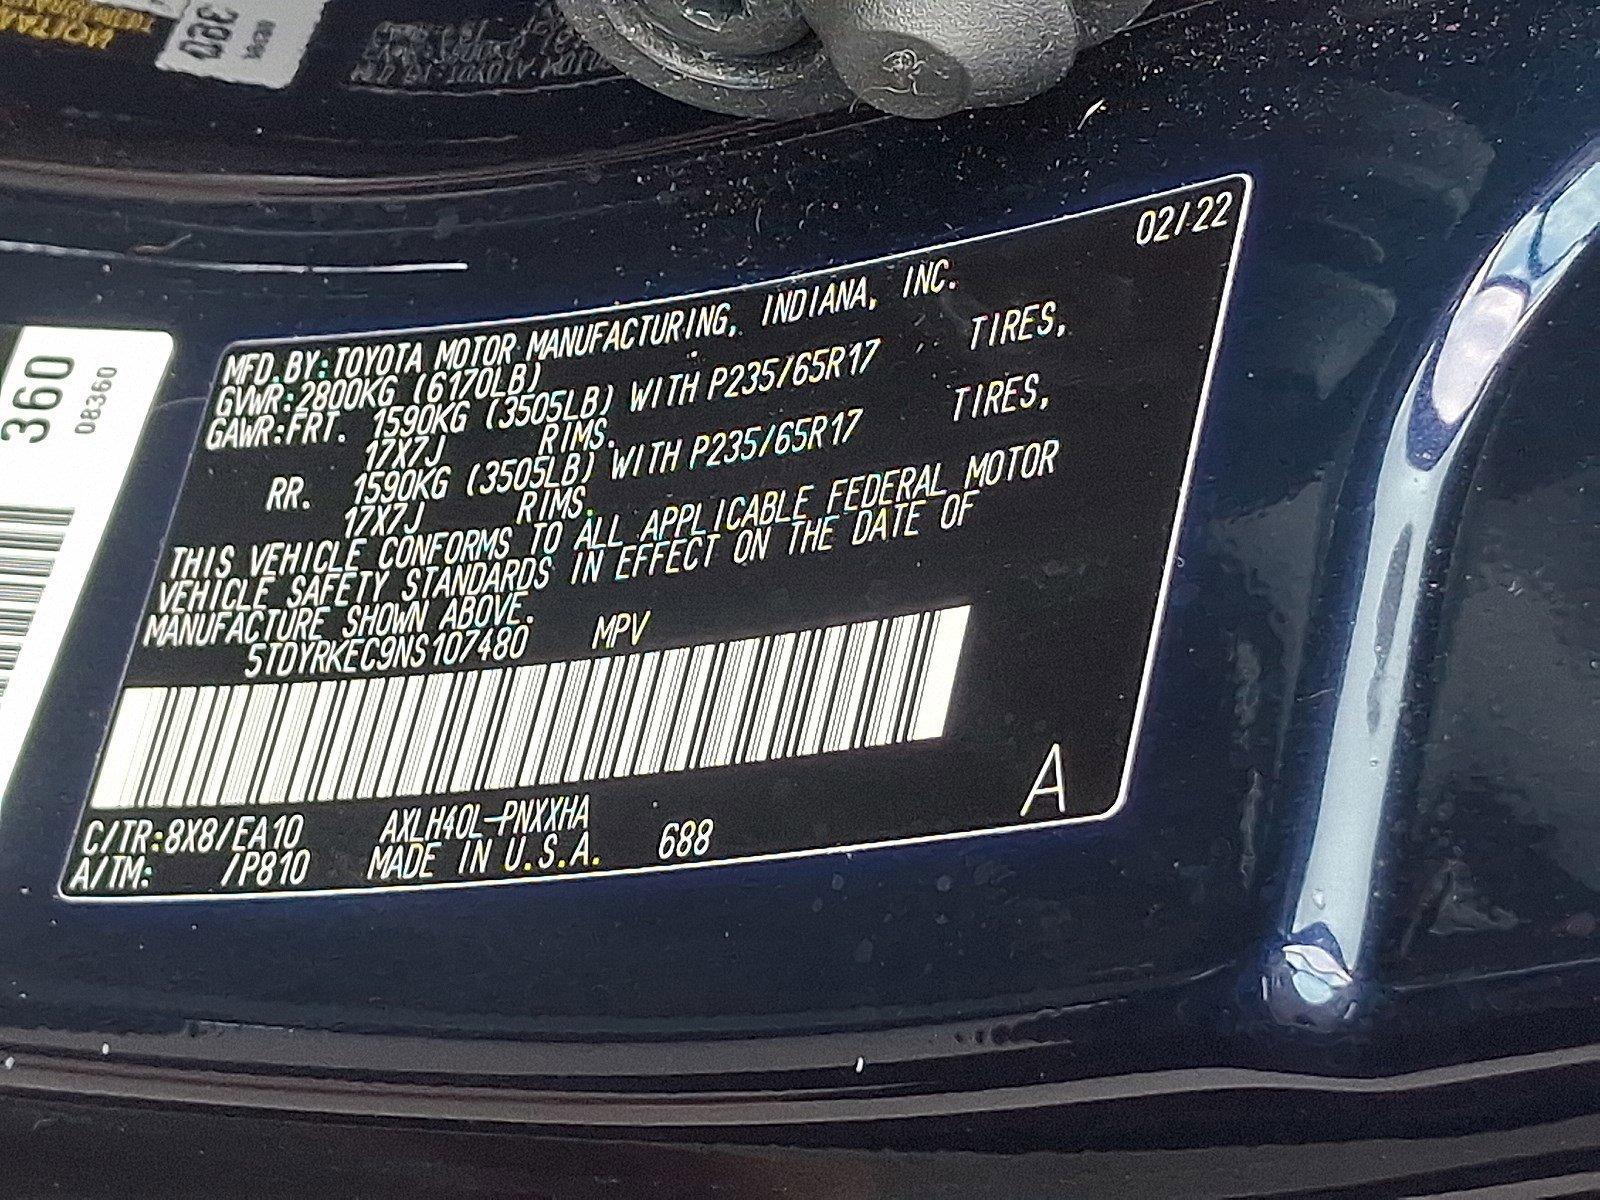 360
08360
02/22
MFD.BY:TOYOTA MOTOR MANUFACTURING, INDIANA, INC.
GVWR:2800KG (6170LB)
GAWR:FRT. 1590KG (3505LB) WITH P235/65R17 TIRES,
17X7J RIMS.
RR. 1590KG (3505LB) WITH P235/65R17 TIRES,
17X7J RIMS.
THIS VEHICLE CONFORMS TO ALL APPLICABLE FEDERAL MOTOR
VEHICLE SAFETY STANDARDS IN EFFECT ON THE DATE OF
MANUFACTURE SHOWN ABOVE.
5TDYRKEC9NS107480 MPV
C/TR:8X8/EA10 AXLH40L-PNXXHA
A/TM: /P810 MADE IN U.S.A. 688
A